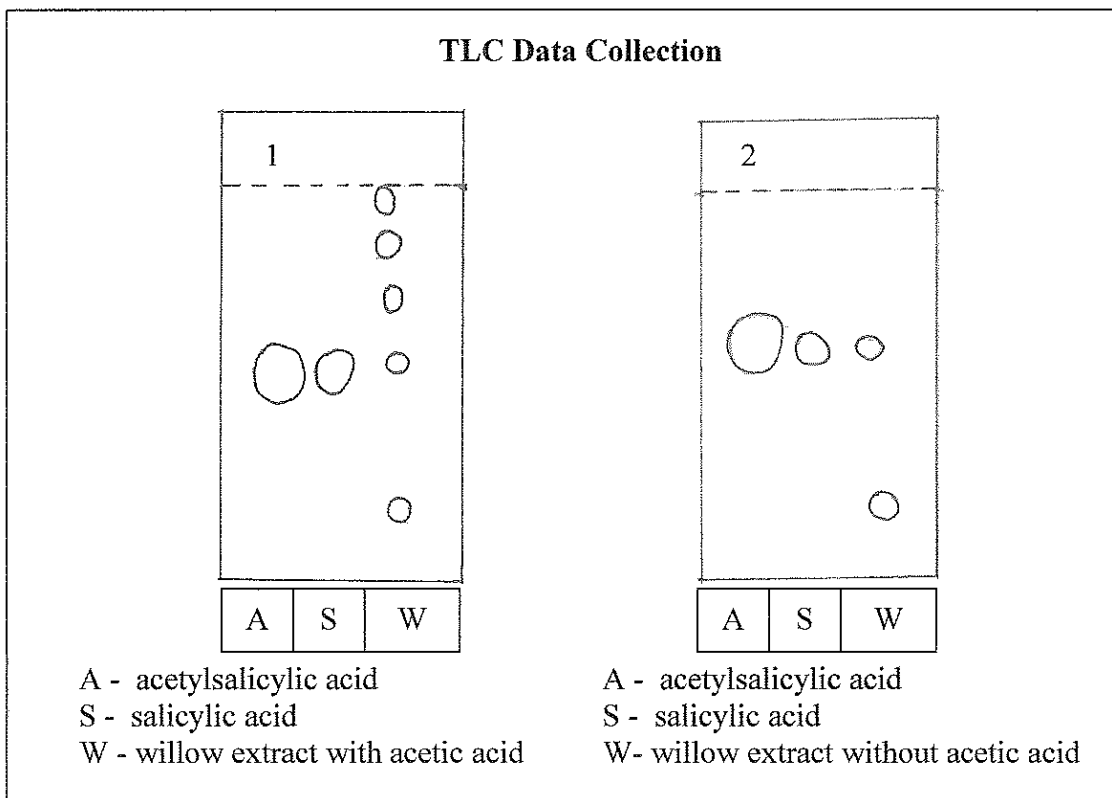 TLC Data Collection
1
2
A S W
A S W
A - acetylsalicylic acid
S - salicylic acid
W - willow extract with acetic acid
A - acetylsalicylic acid
S - salicylic acid
W- willow extract without acetic acid